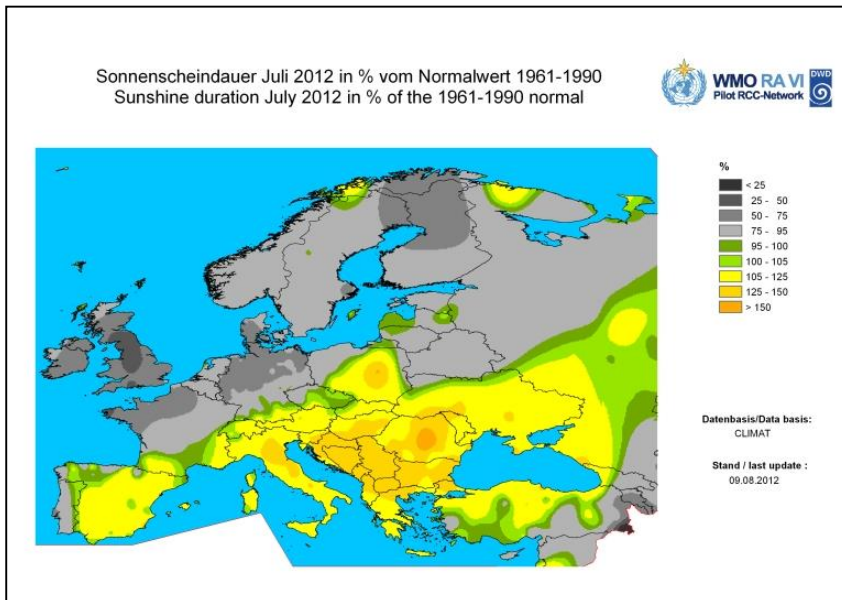 Sonnenscheindauer Juli 2012 in % vom Normalwert 1961-1990
Sunshine duration July 2012 in % of the 1961-1990 normal
WMO RA VI
Pilot RCC-Network
DWD
%
< 25
25 - 50
50 - 75
75 - 95
95 - 100
100 - 105
105 - 125
125 - 150
> 150
Datenbasis/Data basis:
CLIMAT
Stand / last update :
09.08.2012